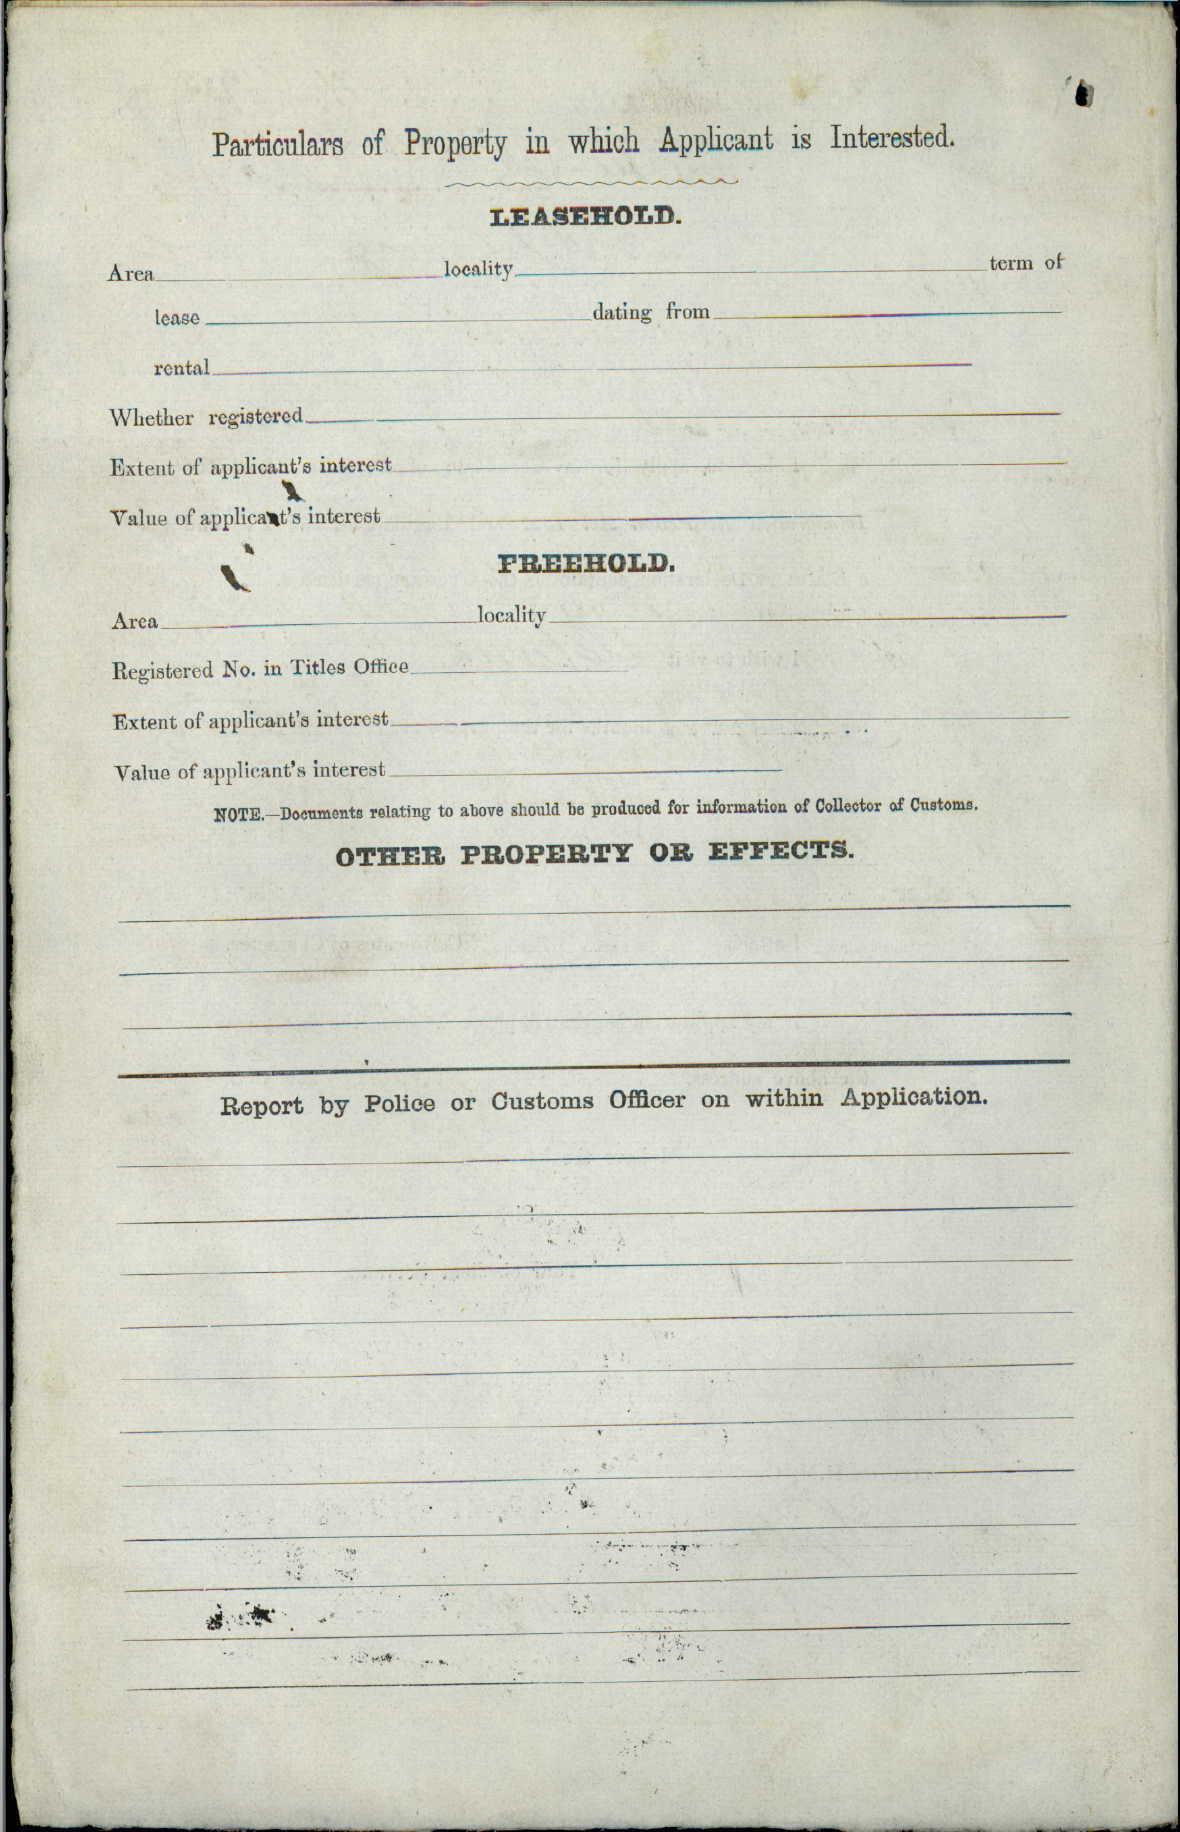 Particulars of Property in which Applicant is Interested.
LEASEHOLD.
Area locality term of
lease dating from
rental
Whether registered
Extent of applicant's interest
Value of applicant's interest
FREEHOLD.
Area locality
Registered No. in Titles Office
Extent of applicant's interest
Value of applicant's interest
NOTE.—Documents relating to above should be produced for information of Collector of Customs.
OTHER PROPERTY OR EFFECTS.
Report by Police or Customs Officer on within Application.